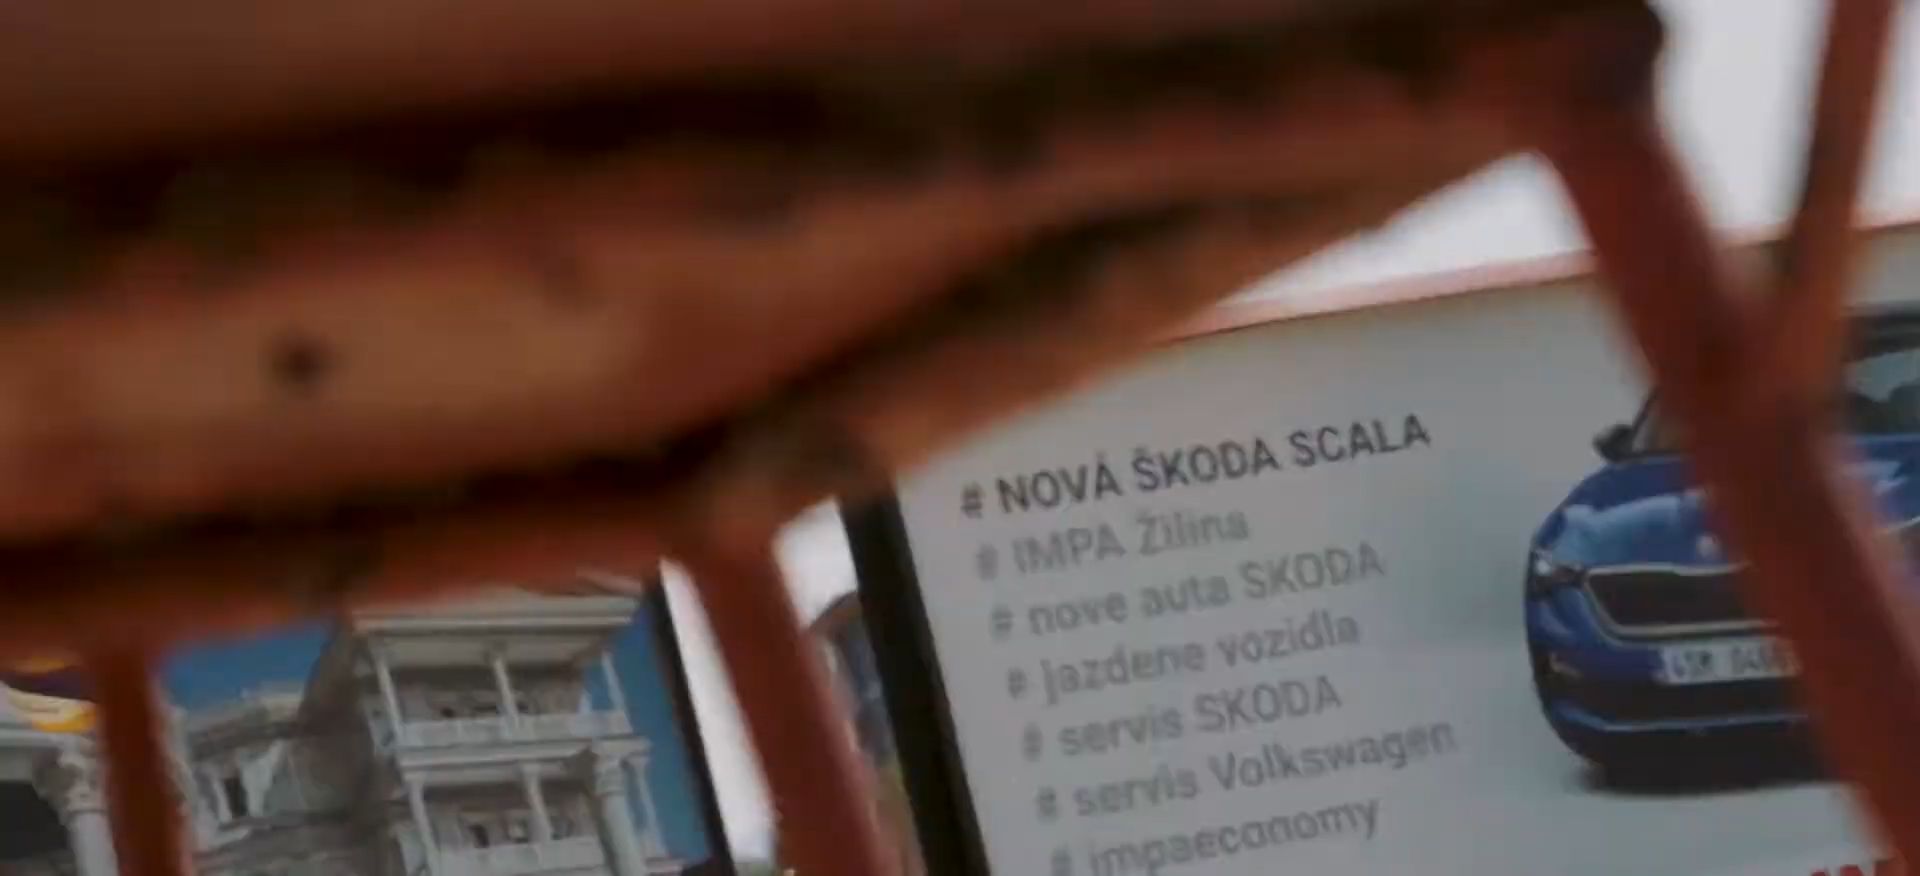 # NOVÁ ŠKODA SCALA
# IMPA Žilina
# nove auta SKODA
# jazdene vozidla
# servis SKODA
# servis Volkswagen
# impaeconomy